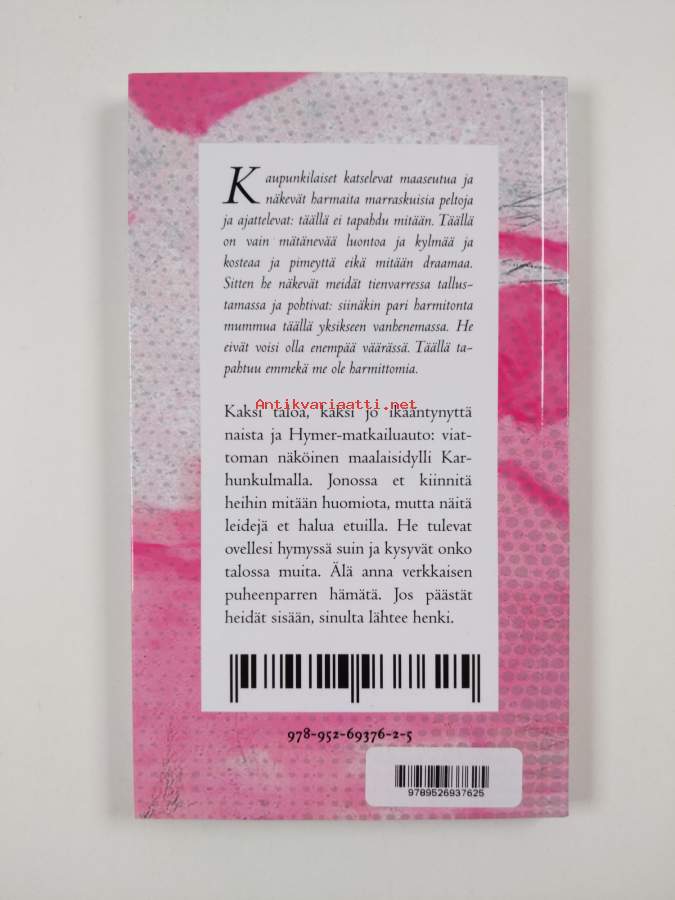 Kaupunkilaiset katselevat maaseutua ja
näkevät harmaita marraskuisia peltoja
ja ajattelevat: täällä ei tapahdu mitään. Täällä
on vain mätänevää luontoa ja kylmää ja
kosteaa ja pimeyttä eikä mitään draamaa.
Sitten he näkevät meidät tienvarressa tallus-
tamassa ja pohtivat: siinäkin pari harmitonta
mummua täällä yksikseen vanhenemassa. He
eivät voisi olla enempää väärässä. Täällä ta-
pahtuu emmekä me ole harmittomia.
Antikvariaatti.net
Kaksi taloa, kaksi jo ikääntynyttä
naista ja Hymer-matkailuauto: viat-
toman näköinen maalaisidylli Kar-
hunkulmalla. Jonossa et kiinnitä
heihin mitään huomiota, mutta näitä
leidejä et halua etuilla. He tulevat
ovellesi hymyssä suin ja kysyvät onko
talossa muita. Älä anna verkkaisen
puheenparren hämätä. Jos päästät
heidät sisään, sinulta lähtee henki.
978-952-69376-2-5
9789526937625